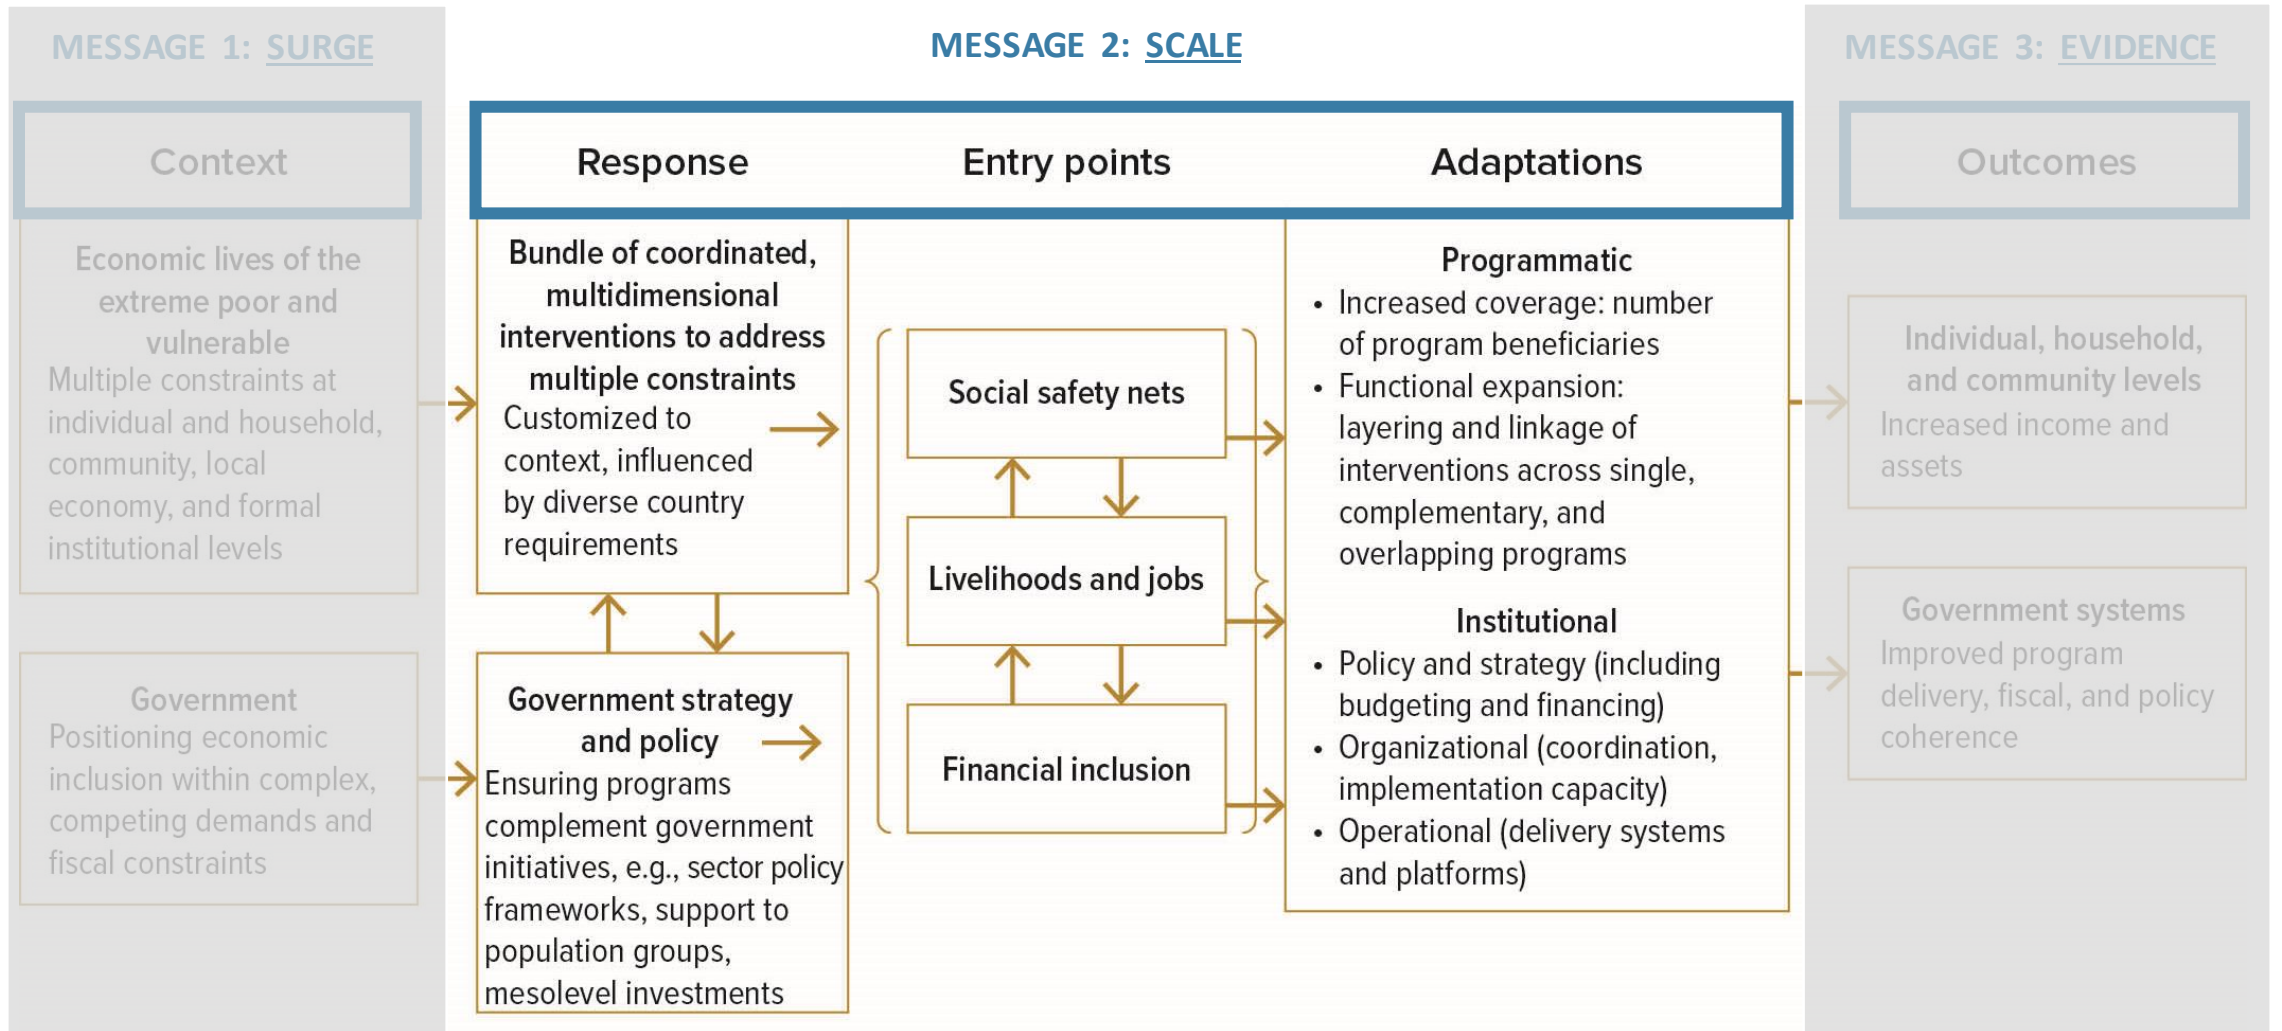 MESSAGE 1: SURGE
MESSAGE 2: SCALE
MESSAGE 3: EVIDENCE
Context
Response
Entry points
Adaptations
Outcomes
Economic lives of the
extreme poor and
vulnerable
Multiple constraints at
individual and household,
community, local
economy, and formal
institutional levels
Government
Positioning economic
inclusion within complex,
competing demands and
fiscal constraints
Bundle of coordinated,
multidimensional
interventions to address
multiple constraints
Customized to
context, influenced
by diverse country
requirements
Government strategy
and policy
Ensuring programs
complement government
initiatives, e.g., sector policy
frameworks, support to
population groups,
mesolevel investments
Social safety nets
Livelihoods and jobs
Financial inclusion
Programmatic
• Increased coverage: number
of program beneficiaries
• Functional expansion:
layering and linkage of
interventions across single,
complementary, and
overlapping programs
Institutional
• Policy and strategy (including
budgeting and financing)
• Organizational (coordination,
implementation capacity)
• Operational (delivery systems
and platforms)
Individual, household,
and community levels
Increased income and
assets
Government systems
Improved program
delivery, fiscal, and policy
coherence